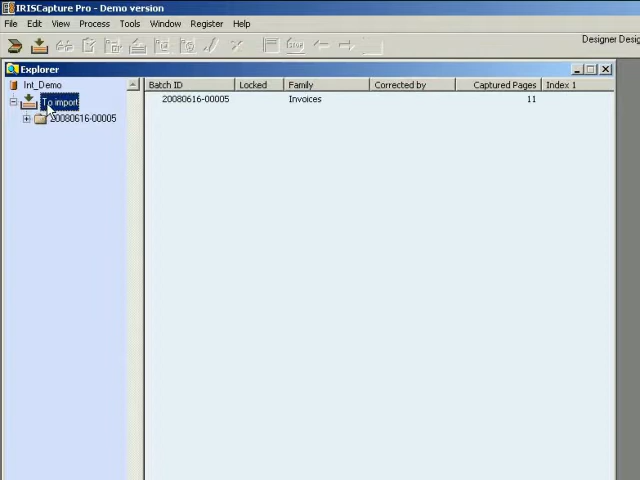 IRISCapture Pro - Demo version
File Edit View Process Tools Window Register Help
STOP
Designer Desig
Explorer
Int_Demo
To import
20080616-00005
Batch ID Locked Family Corrected by Captured Pages Index 1
20080616-00005 Invoices 11